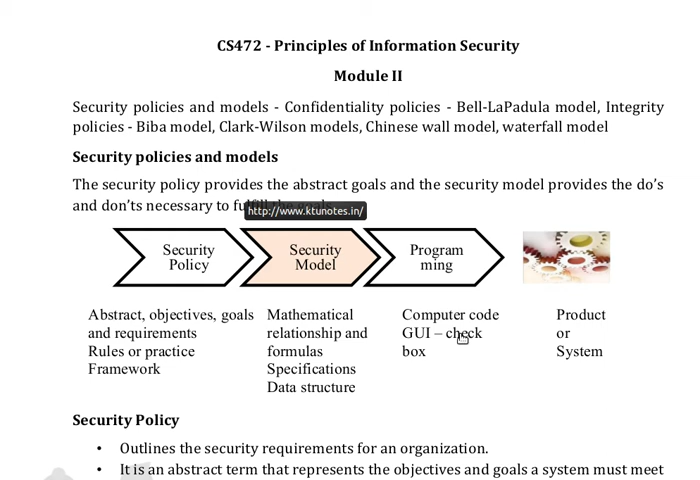 CS472 - Principles of Information Security
Module II
Security policies and models - Confidentiality policies - Bell-LaPadula model, Integrity
policies - Biba model, Clark-Wilson models, Chinese wall model, waterfall model
Security policies and models
The security policy provides the abstract goals and the security model provides the do's
and don'ts necessary to fulfill the goals.
http://www.ktunotes.in/
Security
Policy
Security
Model
Program
ming
Abstract, objectives, goals
and requirements
Rules or practice
Framework
Mathematical
relationship and
formulas
Specifications
Data structure
Computer code
GUI – check
box
Product
or
System
Security Policy
• Outlines the security requirements for an organization.
• It is an abstract term that represents the objectives and goals a system must meet